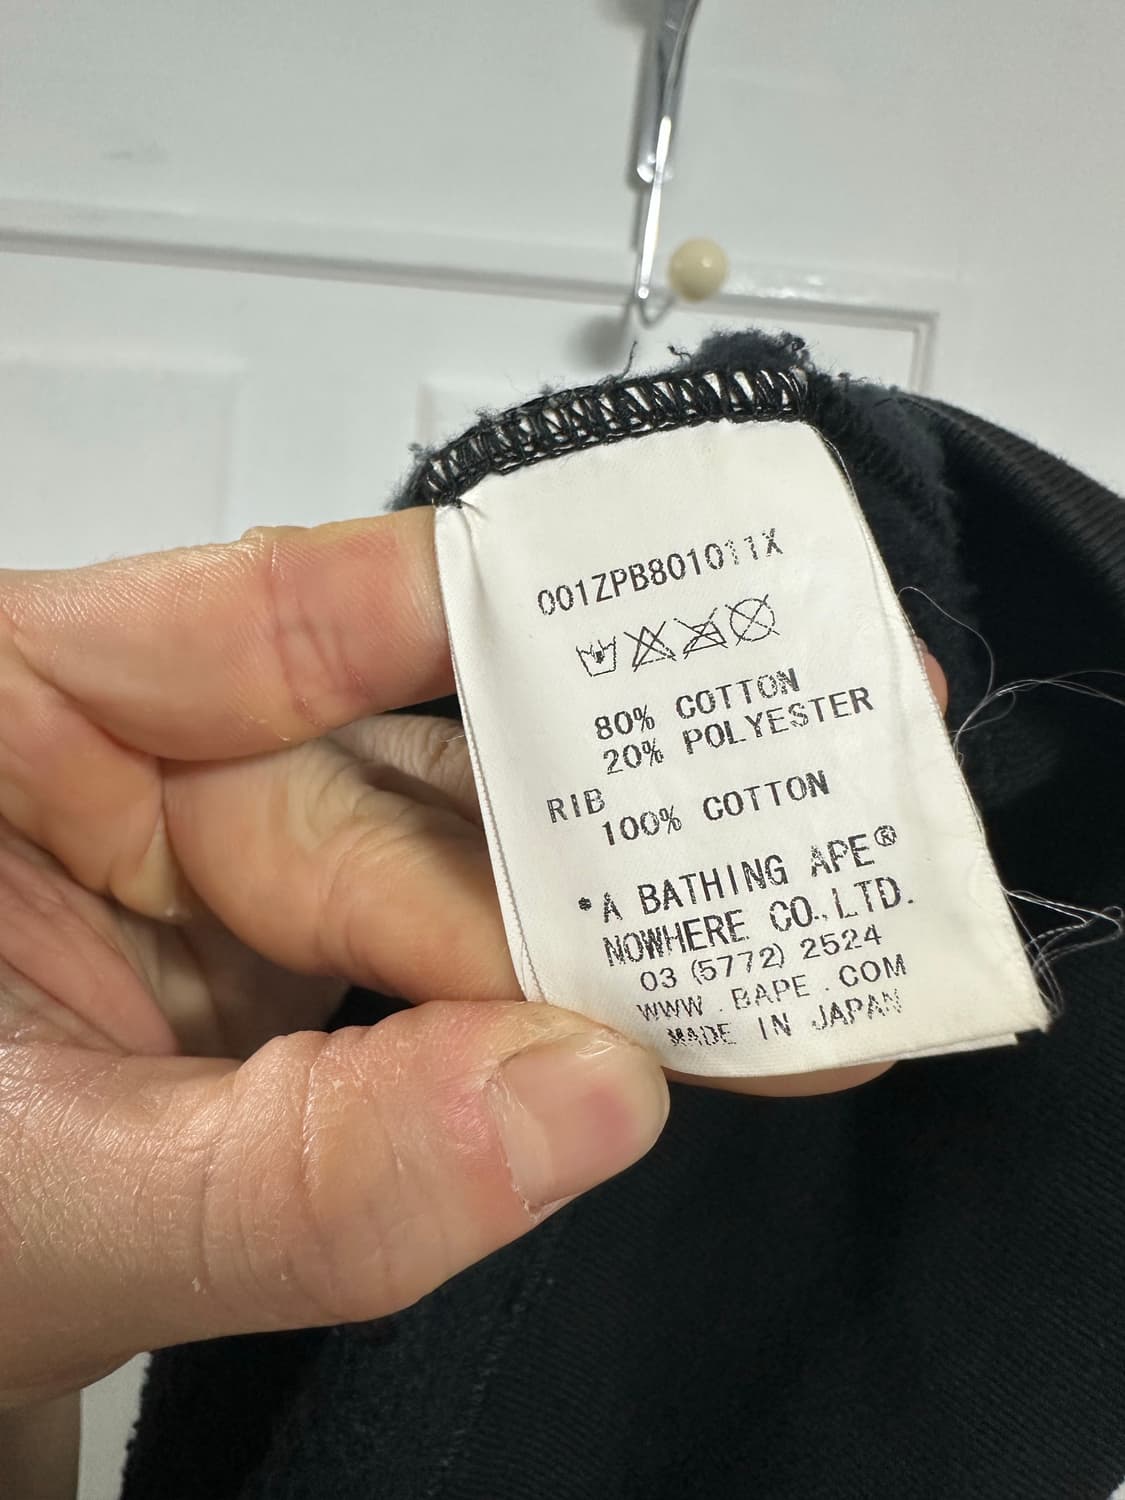 001ZPB801011X
80% COTTON
20% POLYESTER
RIB
100% COTTON
*A BATHING APE®
NOWHERE CO.,LTD.
03 (5772) 2524
WWW.BAPE.COM
MADE IN JAPAN